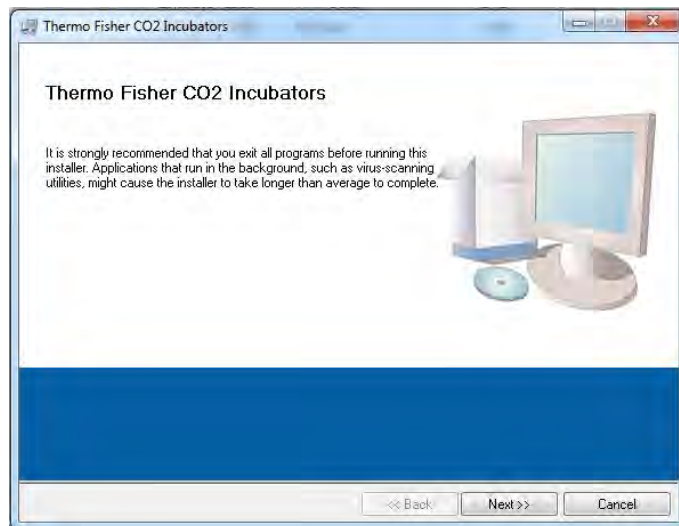 Thermo Fisher CO2 Incubators
Thermo Fisher CO2 Incubators
It is strongly recommended that you exit all programs before running this
installer. Applications that run in the background, such as virus-scanning
utilities, might cause the installer to take longer than average to complete.
<< Back
Next >>
Cancel